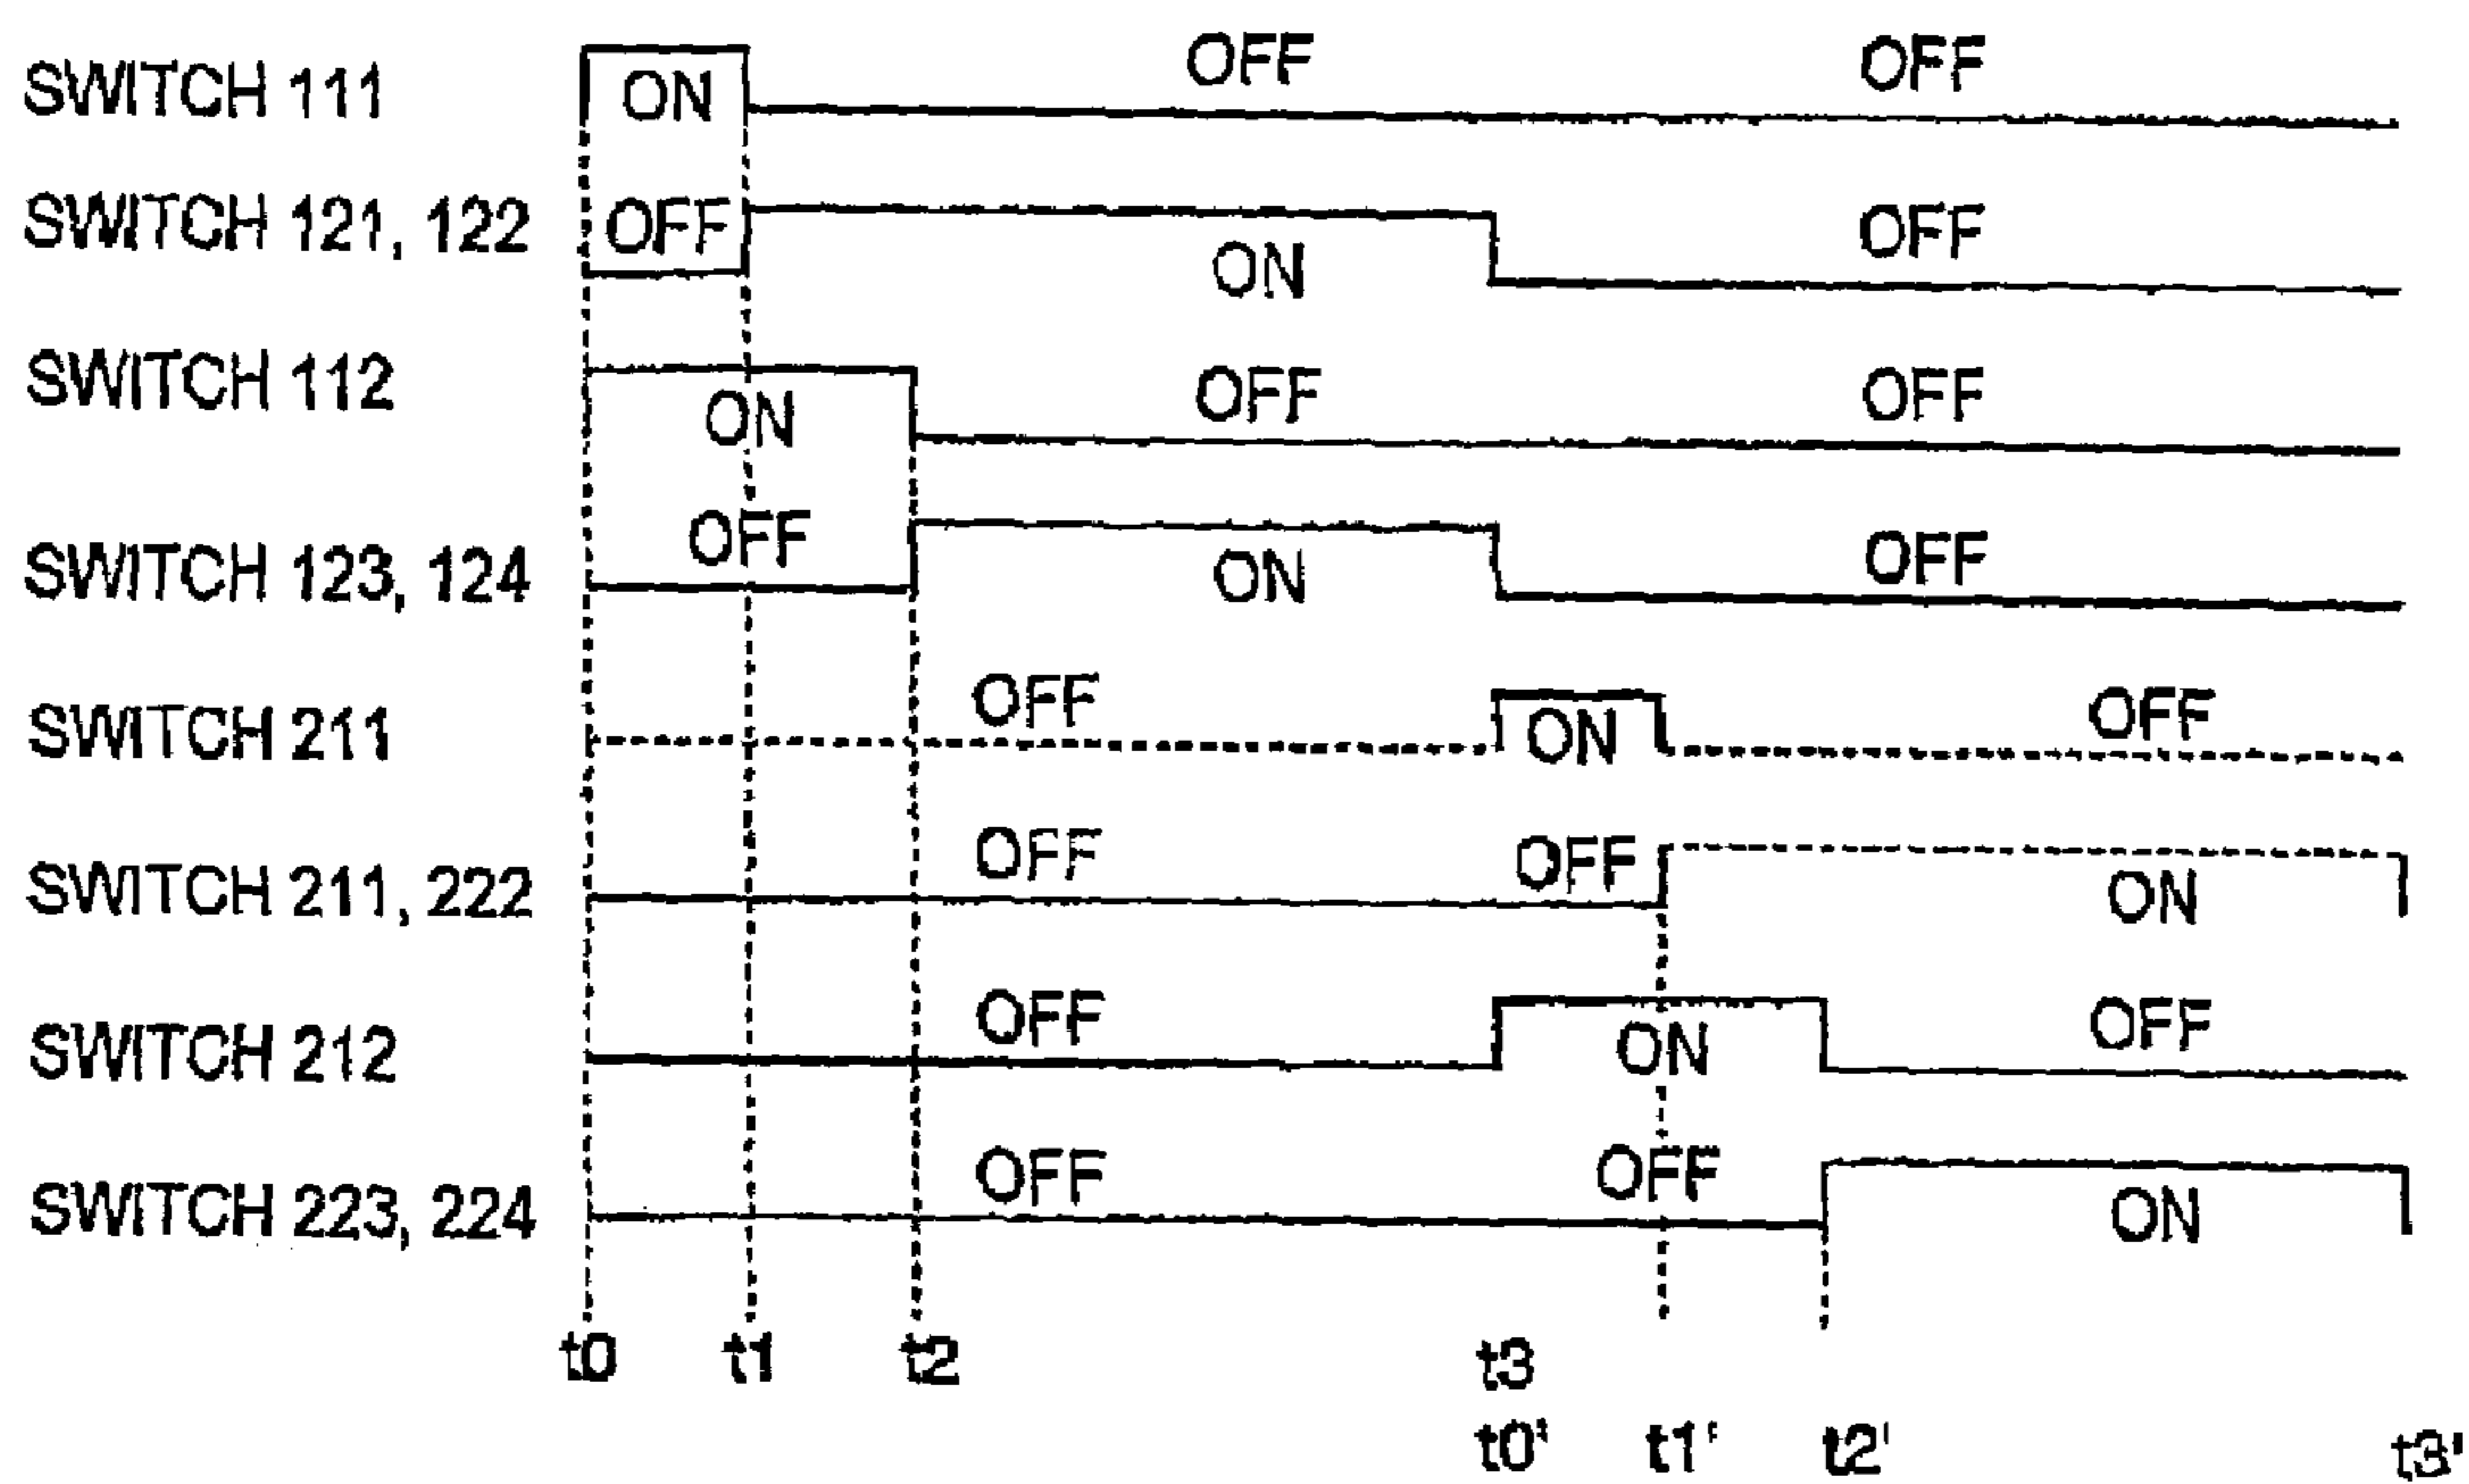 SWITCH 111 ON OFF OFF
SWITCH 121, 122 OFF ON OFF
SWITCH 112 ON OFF OFF
SWITCH 123, 124 OFF ON OFF
SWITCH 211 OFF ON OFF
SWITCH 211, 222 OFF OFF ON
SWITCH 212 OFF ON OFF
SWITCH 223, 224 OFF OFF ON
t0 t1 t2 t3
t0' t1' t2' t3'